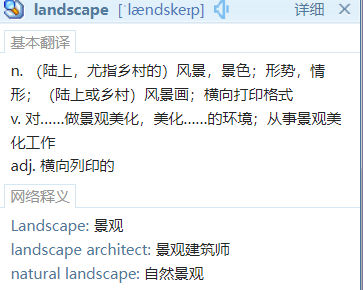 landscape [ˈlændskeɪp] 详细
基本翻译
n. （陆上，尤指乡村的）风景，景色；形势，情
形；（陆上或乡村）风景画；横向打印格式
v. 对……做景观美化，美化……的环境；从事景观美
化工作
adj. 横向列印的
网络释义
Landscape: 景观
landscape architect: 景观建筑师
natural landscape: 自然景观